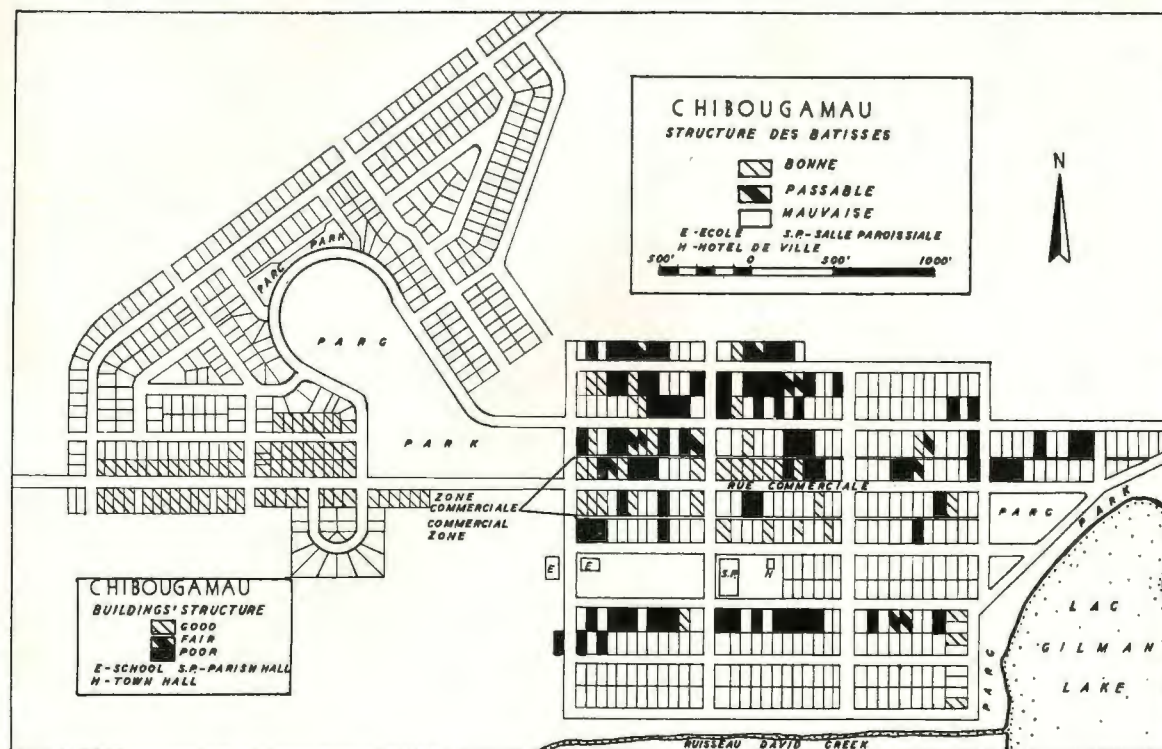 CHIBOUGAMAU
STRUCTURE DES BATISSES
BONNE
PASSABLE
MAUVAISE
E-ECOLE S.P.-SALLE PAROISSIALE
H-HOTEL DE VILLE
500' 0 500' 1000'
N
PARC PARK
PARC
PARK
ZONE
COMMERCIALE
COMMERCIAL
ZONE
RUE COMMERCIALE
PARC
PARK
E
E
S.P.
H
CHIBOUGAMAU
BUILDINGS' STRUCTURE
GOOD
FAIR
POOR
E-SCHOOL S.P.-PARISH HALL
H-TOWN HALL
LAC
GILMAN
LAKE
PARC
RUISSEAU DAVID CREEK